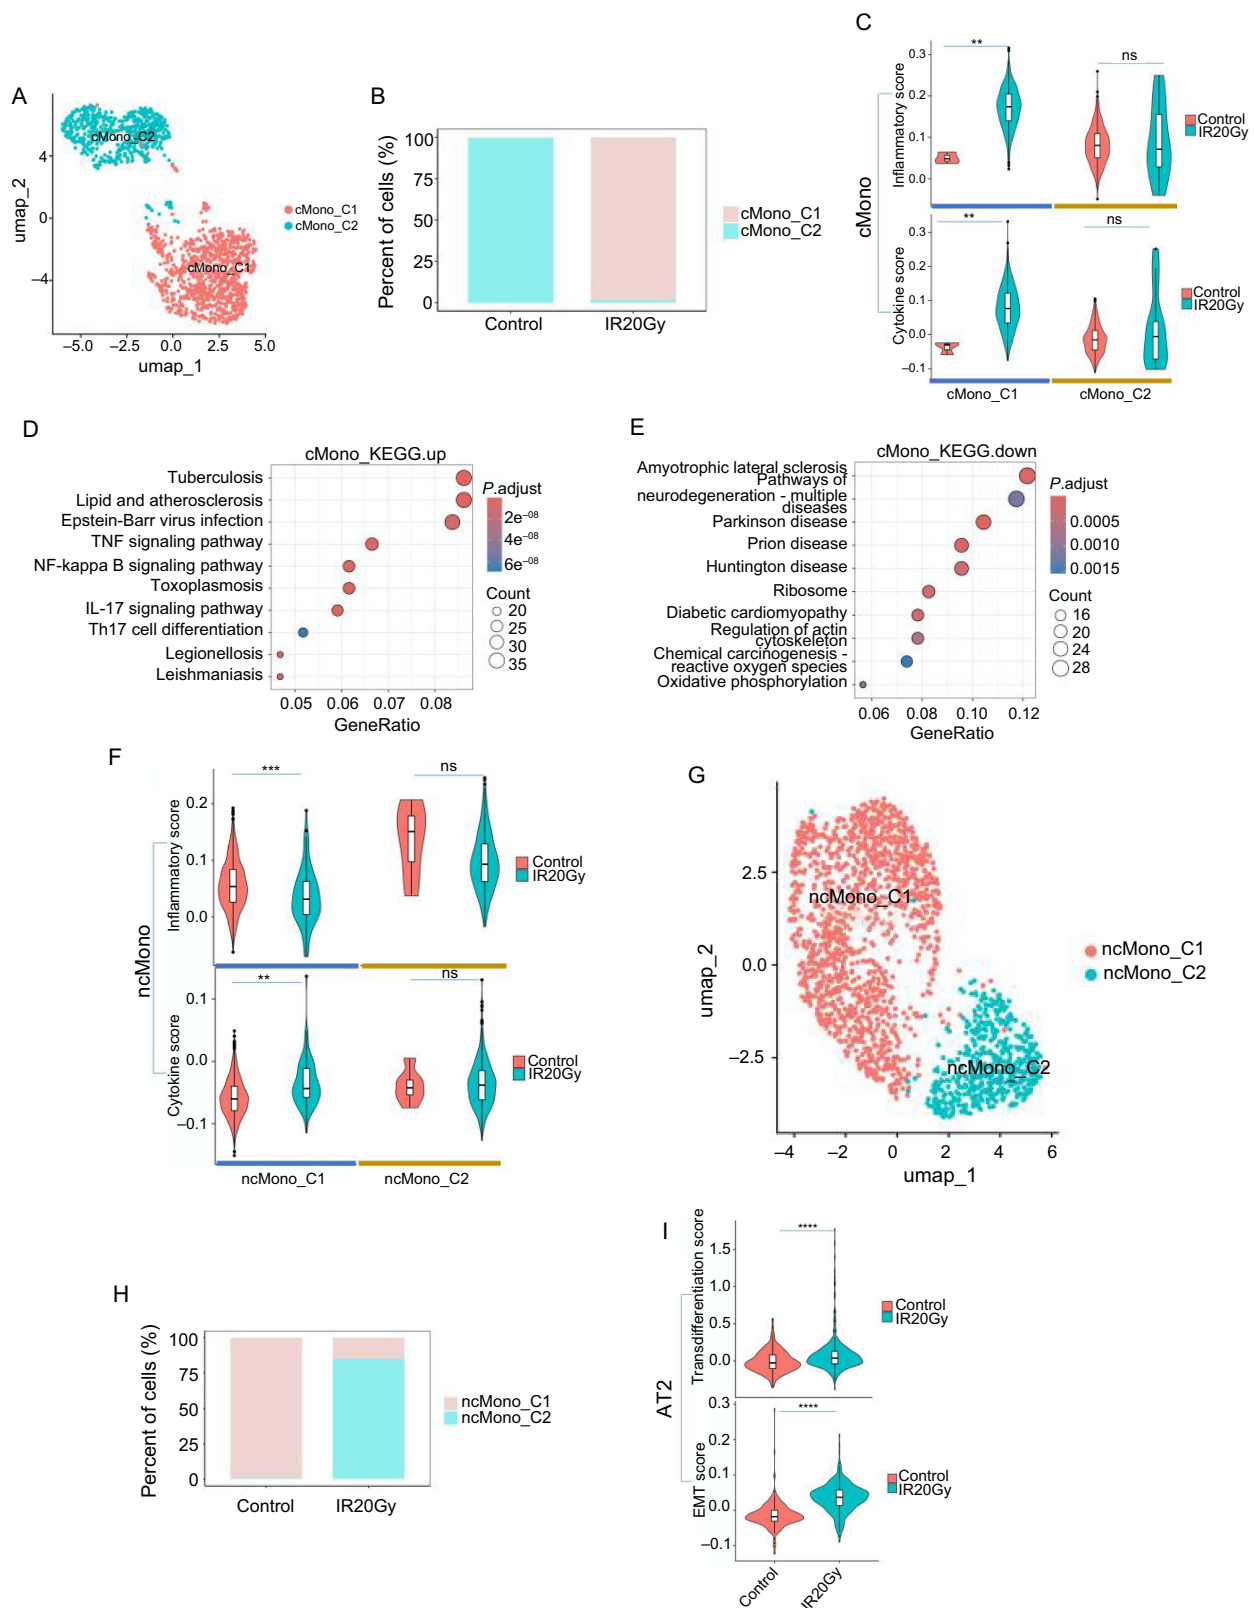 A
cMono_C2
cMono_C1
umap_2
4
0
–4
–5.0
–2.5
0.0
2.5
5.0
umap_1
cMono_C1
cMono_C2
B
Percent of cells (%)
100
75
50
25
0
Control
IR20Gy
cMono_C1
cMono_C2
C
cMono
Inflammatory score
0.3
0.2
0.1
0.0
**
ns
Control
IR20Gy
Cytokine score
0.3
0.2
0.1
0.0
–0.1
**
ns
Control
IR20Gy
cMono_C1
cMono_C2
D
cMono_KEGG.up
Tuberculosis
Lipid and atherosclerosis
Epstein-Barr virus infection
TNF signaling pathway
NF-kappa B signaling pathway
Toxoplasmosis
IL-17 signaling pathway
Th17 cell differentiation
Legionellosis
Leishmaniasis
0.05
0.06
0.07
0.08
GeneRatio
P.adjust
2e–08
4e–08
6e–08
Count
20
25
30
35
E
cMono_KEGG.down
Amyotrophic lateral sclerosis
Pathways of
neurodegeneration - multiple
diseases
Parkinson disease
Prion disease
Huntington disease
Ribosome
Diabetic cardiomyopathy
Regulation of actin
cytoskeleton
Chemical carcinogenesis -
reactive oxygen species
Oxidative phosphorylation
0.06
0.08
0.10
0.12
GeneRatio
P.adjust
0.0005
0.0010
0.0015
Count
16
20
24
28
F
ncMono
Inflammatory score
0.2
0.1
0.0
***
ns
Control
IR20Gy
Cytokine score
0.1
–0.0
–0.1
**
ns
Control
IR20Gy
ncMono_C1
ncMono_C2
G
umap_2
2.5
0.0
–2.5
ncMono_C1
ncMono_C2
–4
–2
0
2
4
6
umap_1
ncMono_C1
ncMono_C2
H
Percent of cells (%)
100
75
50
25
0
Control
IR20Gy
ncMono_C1
ncMono_C2
I
AT2
Transdifferentiation score
1.5
1.0
0.5
0.0
****
Control
IR20Gy
EMT score
0.3
0.2
0.1
0.0
–0.1
****
Control
IR20Gy
Control
IR20Gy